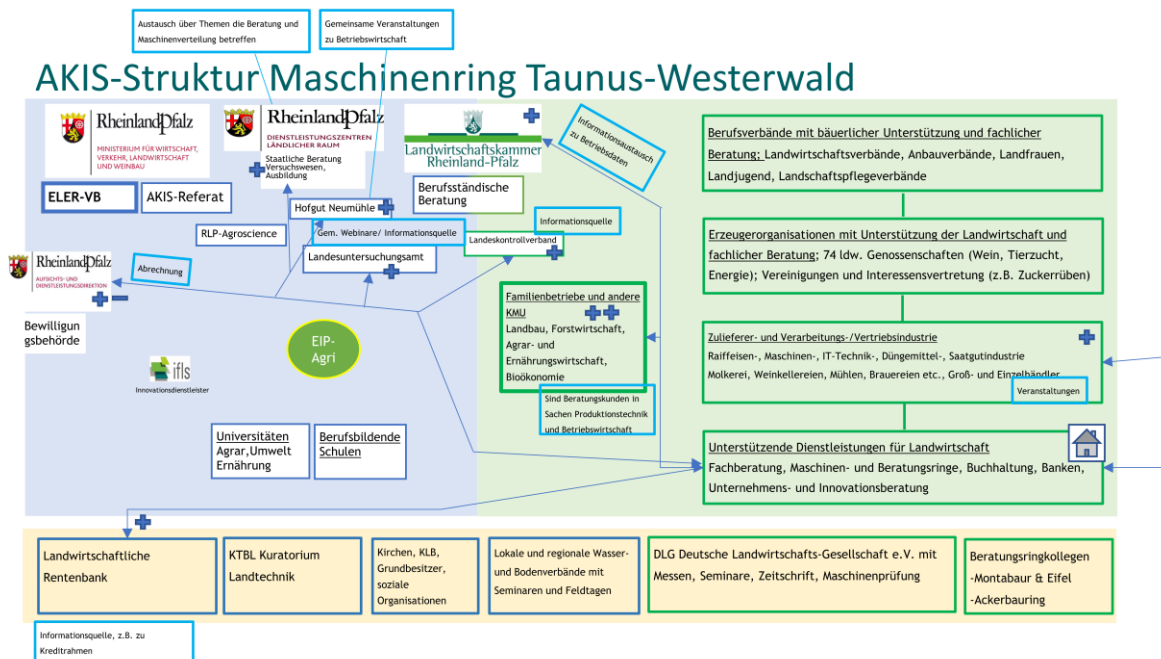 Austausch über Themen die Beratung und
Maschinenverteilung betreffen
Gemeinsame Veranstaltungen
zu Betriebswirtschaft
AKIS-Struktur Maschinenring Taunus-Westerwald
RheinlandPfalz
MINISTERIUM FÜR WIRTSCHAFT,
VERKEHR, LANDWIRTSCHAFT
UND WEINBAU
RheinlandPfalz
DIENSTLEISTUNGSZENTREN
LÄNDLICHER RAUM
Staatliche Beratung
Versuchswesen,
Ausbildung
Landwirtschaftskammer
Rheinland-Pfalz
Informationsaustausch
zu Betriebsdaten
Berufsverbände mit bäuerlicher Unterstützung und fachlicher
Beratung; Landwirtschaftsverbände, Anbauverbände, Landfrauen,
Landjugend, Landschaftspflegeverbände
ELER-VB
AKIS-Referat
Berufsständische
Beratung
Hofgut Neumühle
RLP-Agroscience
Gem. Webinare/ Informationsquelle
Informationsquelle
Landeskontrollverband
Landesuntersuchungsamt
Erzeugerorganisationen mit Unterstützung der Landwirtschaft und
fachlicher Beratung; 74 ldw. Genossenschaften (Wein, Tierzucht,
Energie); Vereinigungen und Interessensvertretung (z.B. Zuckerrüben)
RheinlandPfalz
AUFSICHTS- UND
DIENSTLEISTUNGSDIREKTION
Abrechnung
Bewilligun
gsbehörde
Familienbetriebe und andere
KMU
Landbau, Forstwirtschaft,
Agrar- und
Ernährungswirtschaft,
Bioökonomie
EIP-
Agri
ifls
Innovationsdienstleister
Zulieferer- und Verarbeitungs-/Vertriebsindustrie
Raiffeisen-, Maschinen-, IT-Technik-, Düngemittel-, Saatgutindustrie
Molkerei, Weinkellereien, Mühlen, Brauereien etc., Groß- und Einzelhändler
Veranstaltungen
Sind Beratungskunden in
Sachen Produktionstechnik
und Betriebswirtschaft
Universitäten
Agrar,Umwelt
Ernährung
Berufsbildende
Schulen
Unterstützende Dienstleistungen für Landwirtschaft
Fachberatung, Maschinen- und Beratungsringe, Buchhaltung, Banken,
Unternehmens- und Innovationsberatung
Landwirtschaftliche
Rentenbank
KTBL Kuratorium
Landtechnik
Kirchen, KLB,
Grundbesitzer,
soziale
Organisationen
Lokale und regionale Wasser-
und Bodenverbände mit
Seminaren und Feldtagen
DLG Deutsche Landwirtschafts-Gesellschaft e.V. mit
Messen, Seminare, Zeitschrift, Maschinenprüfung
Beratungsringkollegen
-Montabaur & Eifel
-Ackerbauring
Informationsquelle, z.B. zu
Kreditrahmen